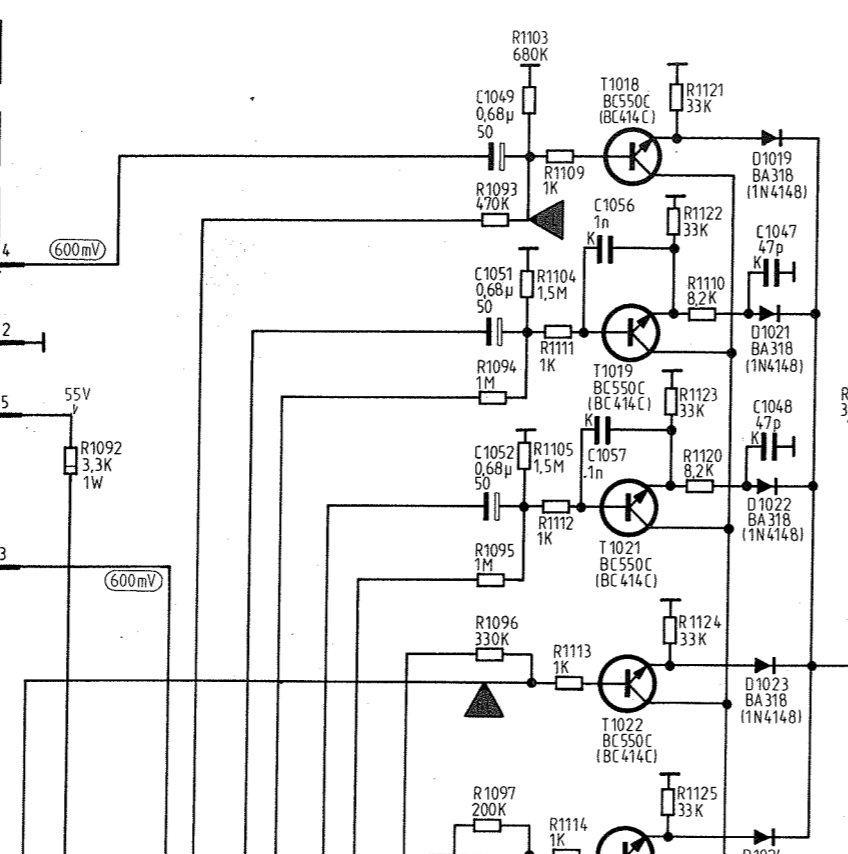 R1103
680K
C1049
0,68µ
50
T1018
BC550C
(BC414C)
R1121
33K
R1109
1K
D1019
BA318
(1N4148)
R1093
470K
C1056
1n
K
R1122
33K
C1047
47p
K
4
600mV
C1051
0,68µ
50
R1104
1,5M
R1110
8,2K
2
R1111
1K
D1021
BA318
(1N4148)
R1094
1M
T1019
BC550C
(BC414C)
R1123
33K
5
55V
C1048
47p
K
K
R1092
3,3K
1W
C1052
0,68µ
50
R1105
1,5M
C1057
1n
R1120
8,2K
R1112
1K
D1022
BA318
(1N4148)
3
600mV
R1095
1M
T1021
BC550C
(BC414C)
R1096
330K
R1124
33K
R1113
1K
D1023
BA318
(1N4148)
T1022
BC550C
(BC414C)
R1097
200K
R1125
33K
R1114
1K